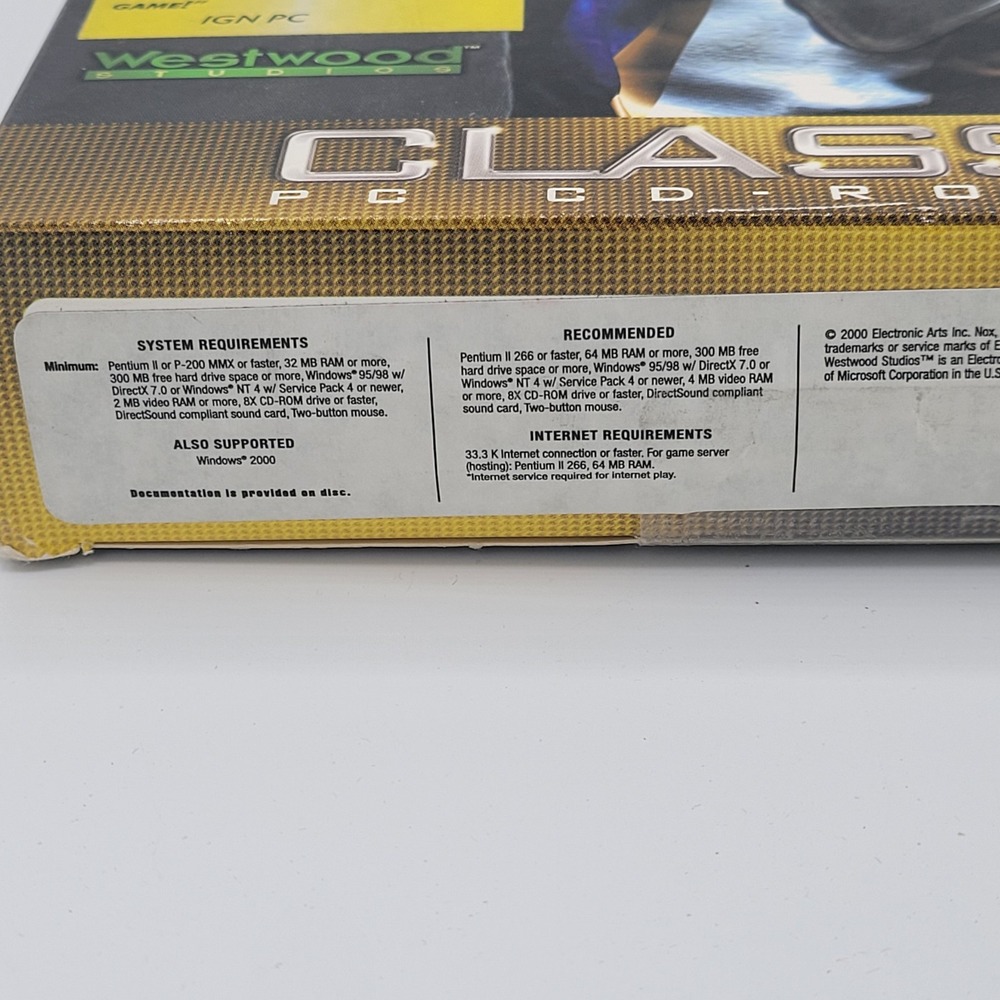 GAME!"
IGN PC
Westwood™
STUDIOS
CLASS
PC CD-RO
SYSTEM REQUIREMENTS
Minimum: Pentium II or P-200 MMX or faster, 32 MB RAM or more,
300 MB free hard drive space or more, Windows® 95/98 w/
DirectX 7.0 or Windows® NT 4 w/ Service Pack 4 or newer,
2 MB video RAM or more, 8X CD-ROM drive or faster,
DirectSound compliant sound card, Two-button mouse.
ALSO SUPPORTED
Windows® 2000
Documentation is provided on disc.
RECOMMENDED
Pentium II 266 or faster, 64 MB RAM or more, 300 MB free
hard drive space or more, Windows® 95/98 w/ DirectX 7.0 or
Windows® NT 4 w/ Service Pack 4 or newer, 4 MB video RAM
or more, 8X CD-ROM drive or faster, DirectSound compliant
sound card, Two-button mouse.
INTERNET REQUIREMENTS
33.3 K Internet connection or faster. For game server
(hosting): Pentium II 266, 64 MB RAM.
*Internet service required for internet play.
© 2000 Electronic Arts Inc. Nox,
trademarks or service marks of E
Westwood Studios™ is an Electro
of Microsoft Corporation in the U.S